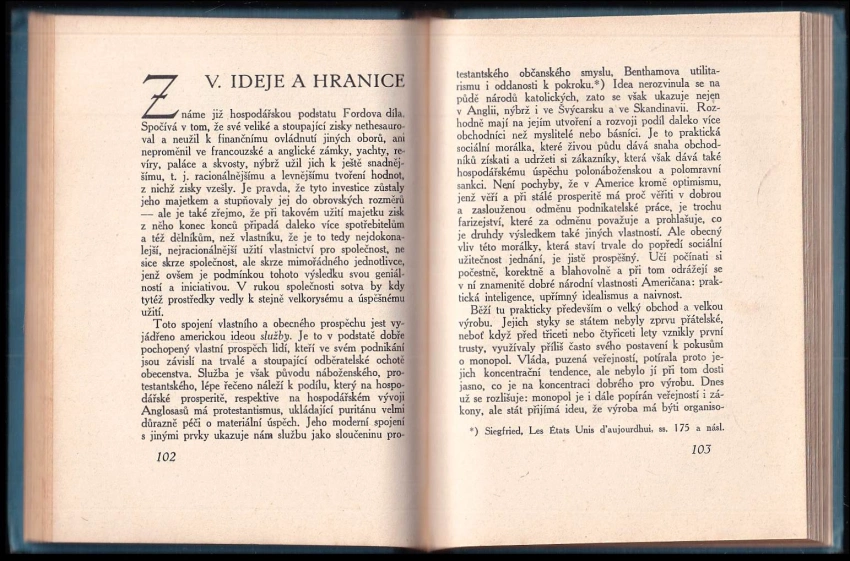 V. IDEJE A HRANICE
Známe již hospodářskou podstatu Fordova díla.
Spočívá v tom, že své veliké a stoupající zisky nethesauro-
val a neužil k finančnímu ovládnutí jiných oborů, ani
neproměnil ve francouzské a anglické zámky, yachty, re-
víry, paláce a skvosty, nýbrž užil jich k ještě snadněj-
šímu, t. j. racionálnějšímu a levnějšímu tvoření hodnot,
z nichž zisky vzešly. Je pravda, že tyto investice zůstaly
jeho majetkem a stupňovaly jej do obrovských rozměrů
— ale je také zřejmo, že při takovém užití majetku zisk
z něho konec konců připadá daleko více spotřebitelům
a též dělníkům, než vlastníku, že je to tedy nejdokona-
lejší, nejracionálnější užití vlastnictví pro společnost, ne
sice skrze společnost, ale skrze mimořádného jednotlivce,
jenž ovšem je podmínkou tohoto výsledku svou geniál-
ností a iniciativou. V rukou společnosti sotva by kdy
tytéž prostředky vedly k stejně velkorysému a úspěšnému
užití.
Toto spojení vlastního a obecného prospěchu jest vy-
jádřeno americkou ideou služby. Je to v podstatě dobře
pochopený vlastní prospěch lidí, kteří ve svém podnikání
jsou závislí na trvalé a stoupající odběratelské ochotě
obecenstva. Služba je však původu náboženského, pro-
testantského, lépe řečeno náleží k podílu, který na hospo-
dářské prosperitě, respektive na hospodářském vývoji
Anglosasů má protestantismus, ukládající puritánu velmi
důrazně péči o materiální úspěch. Jeho moderní spojení
s jinými prvky ukazuje nám službu jako sloučeninu pro-
102
testantského občanského smyslu, Benthamova utilita-
rismu i oddanosti k pokroku.*) Idea nerozvinula se na
půdě národů katolických, zato se však ukazuje nejen
v Anglii, nýbrž i ve Švýcarsku a ve Skandinavii. Roz-
hodně mají na jejím utvoření a rozvoji podíl daleko více
obchodníci než myslitelé nebo básníci. Je to praktická
sociální morálka, které živou půdu dává snaha obchod-
níků získati a udržeti si zákazníky, která však dává také
hospodářskému úspěchu polonáboženskou a polomravní
sankci. Není pochyby, že v Americe kromě optimismu,
jenž věří a při stálé prosperitě má proč věřiti v dobrou
a zaslouženou odměnu podnikatelské práce, je trochu
farizejství, které za odměnu považuje a prohlašuje, co
je druhdy výsledkem také jiných vlastností. Ale obecný
vliv této morálky, která staví trvale do popředí sociální
užitečnost jednání, je jistě prospěšný. Učí počínati si
počestně, korektně a blahovolně a při tom odrážejí se
v ní znamenitě dobré národní vlastnosti Američana: prak-
tická inteligence, upřímný idealismus a naivnost.
Běží tu prakticky především o velký obchod a velkou
výrobu. Jejich styky se státem nebyly zprvu přátelské,
neboť když před třiceti nebo čtyřiceti lety vznikly první
trusty, využívaly příliš často svého postavení k pokusům
o monopol. Vláda, puzená veřejností, potírala proto je-
jich koncentrační tendence, ale nebylo jí při tom dosti
jasno, co je na koncentraci dobrého pro výrobu. Dnes
už se rozlišuje: monopol je i dále popírán veřejností i zá-
kony, ale stát přijímá ideu, že výroba má býti organiso-
*) Siegfried, Les États Unis d'aujourdhui, ss. 175 a násl.
103